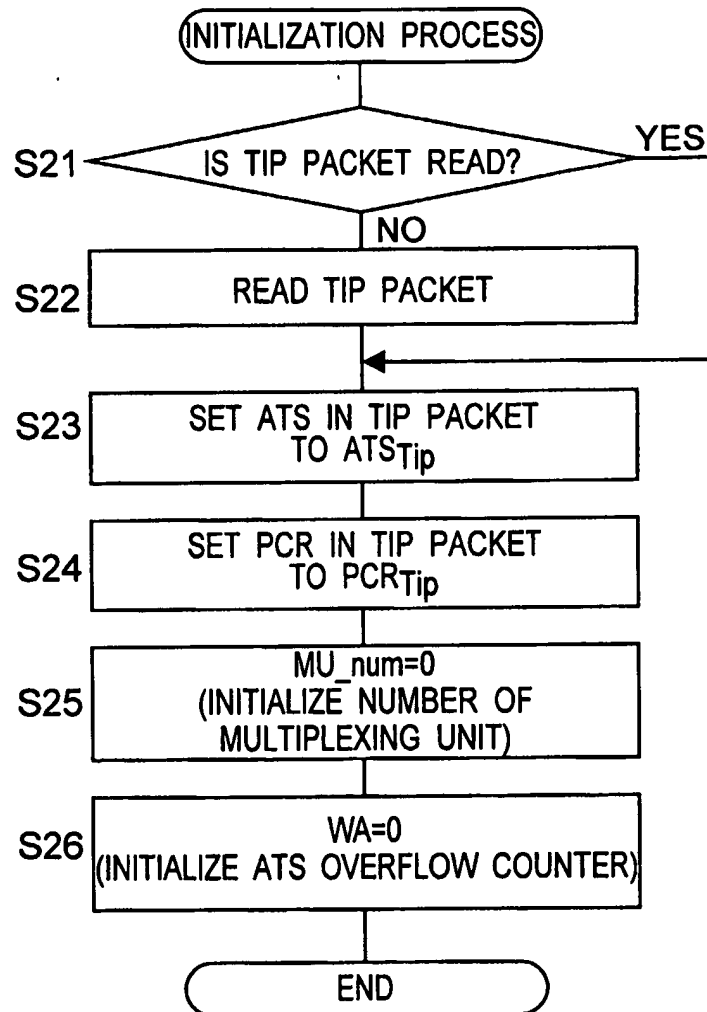 INITIALIZATION PROCESS
S21
IS TIP PACKET READ?
YES
NO
S22
READ TIP PACKET
S23
SET ATS IN TIP PACKET
TO ATSTip
S24
SET PCR IN TIP PACKET
TO PCRTip
S25
MU_num=0
(INITIALIZE NUMBER OF
MULTIPLEXING UNIT)
S26
WA=0
(INITIALIZE ATS OVERFLOW COUNTER)
END